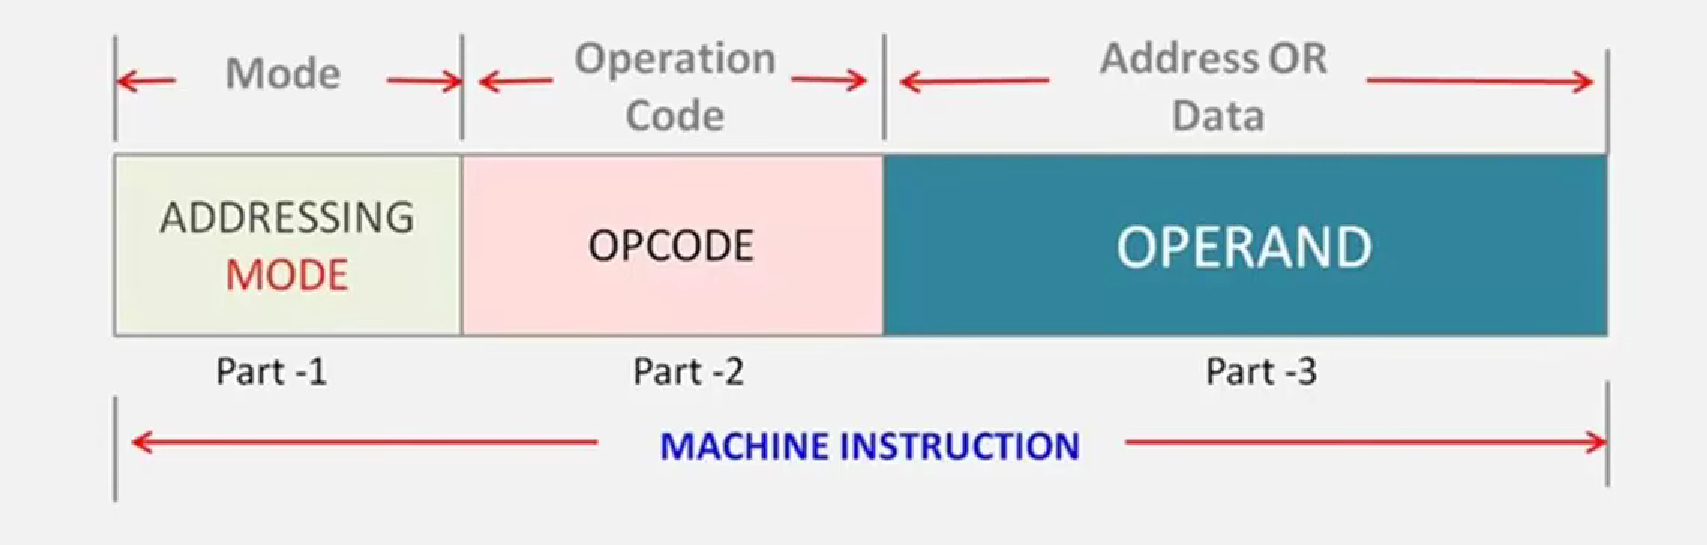 Mode
Operation
Code
Address OR
Data
ADDRESSING
MODE
OPCODE
OPERAND
Part -1
Part -2
Part -3
MACHINE INSTRUCTION